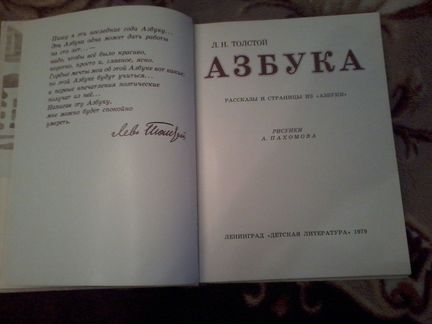 Пишу я эти последние года Азбуку...
Эта Азбука одна может дать работы
на сто лет...
надо, чтобы всё было красиво,
коротко, просто и, главное, ясно.
Гордые мечты мои об этой Азбуке вот какие:
по этой Азбуке будут учиться...
и первые впечатления поэтические
получат из неё...
Написав эту Азбуку,
мне можно будет спокойно
умереть.
Лев Толстой
Л. Н. ТОЛСТОЙ
АЗБУКА
РАССКАЗЫ И СТРАНИЦЫ ИЗ «АЗБУКИ»
РИСУНКИ
А. ПАХОМОВА
ЛЕНИНГРАД «ДЕТСКАЯ ЛИТЕРАТУРА» 1979